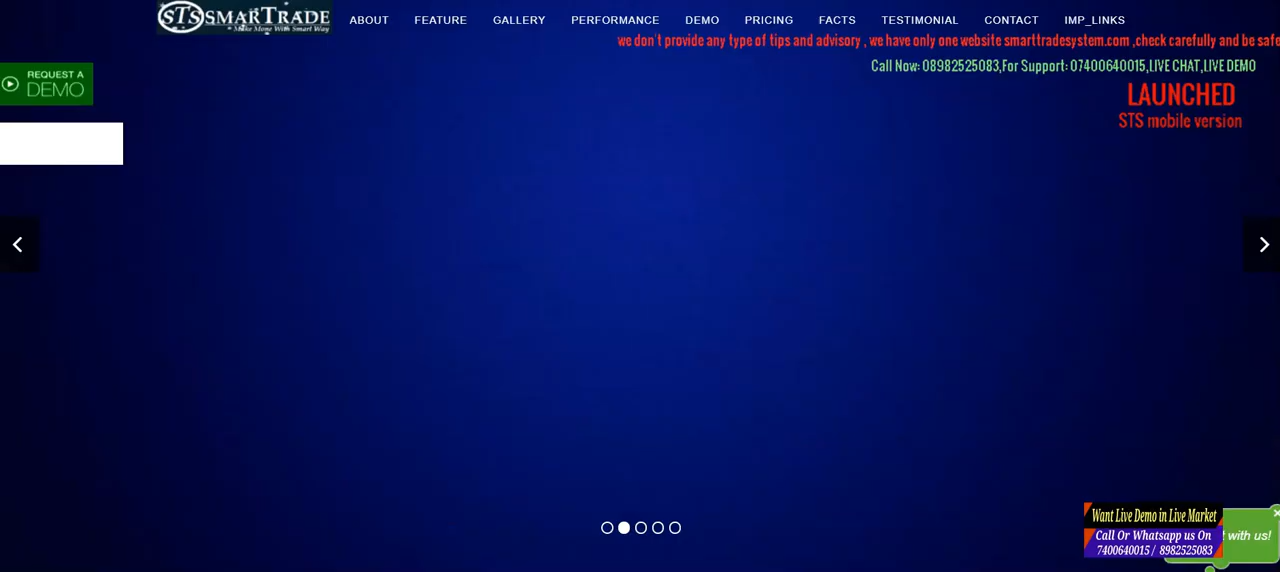 STS SMARTRADE
Make Mone With Smart Way
ABOUT FEATURE GALLERY PERFORMANCE DEMO PRICING FACTS TESTIMONIAL CONTACT IMP_LINKS
we don't provide any type of tips and advisory , we have only one website smarttradesystem.com ,check carefully and be safe
Call Now: 08982525083,For Support: 07400640015,LIVE CHAT,LIVE DEMO
REQUEST A
DEMO
LAUNCHED
STS mobile version
Want Live Demo in Live Market
Call Or Whatsapp us On
7400640015 / 8982525083
with us!